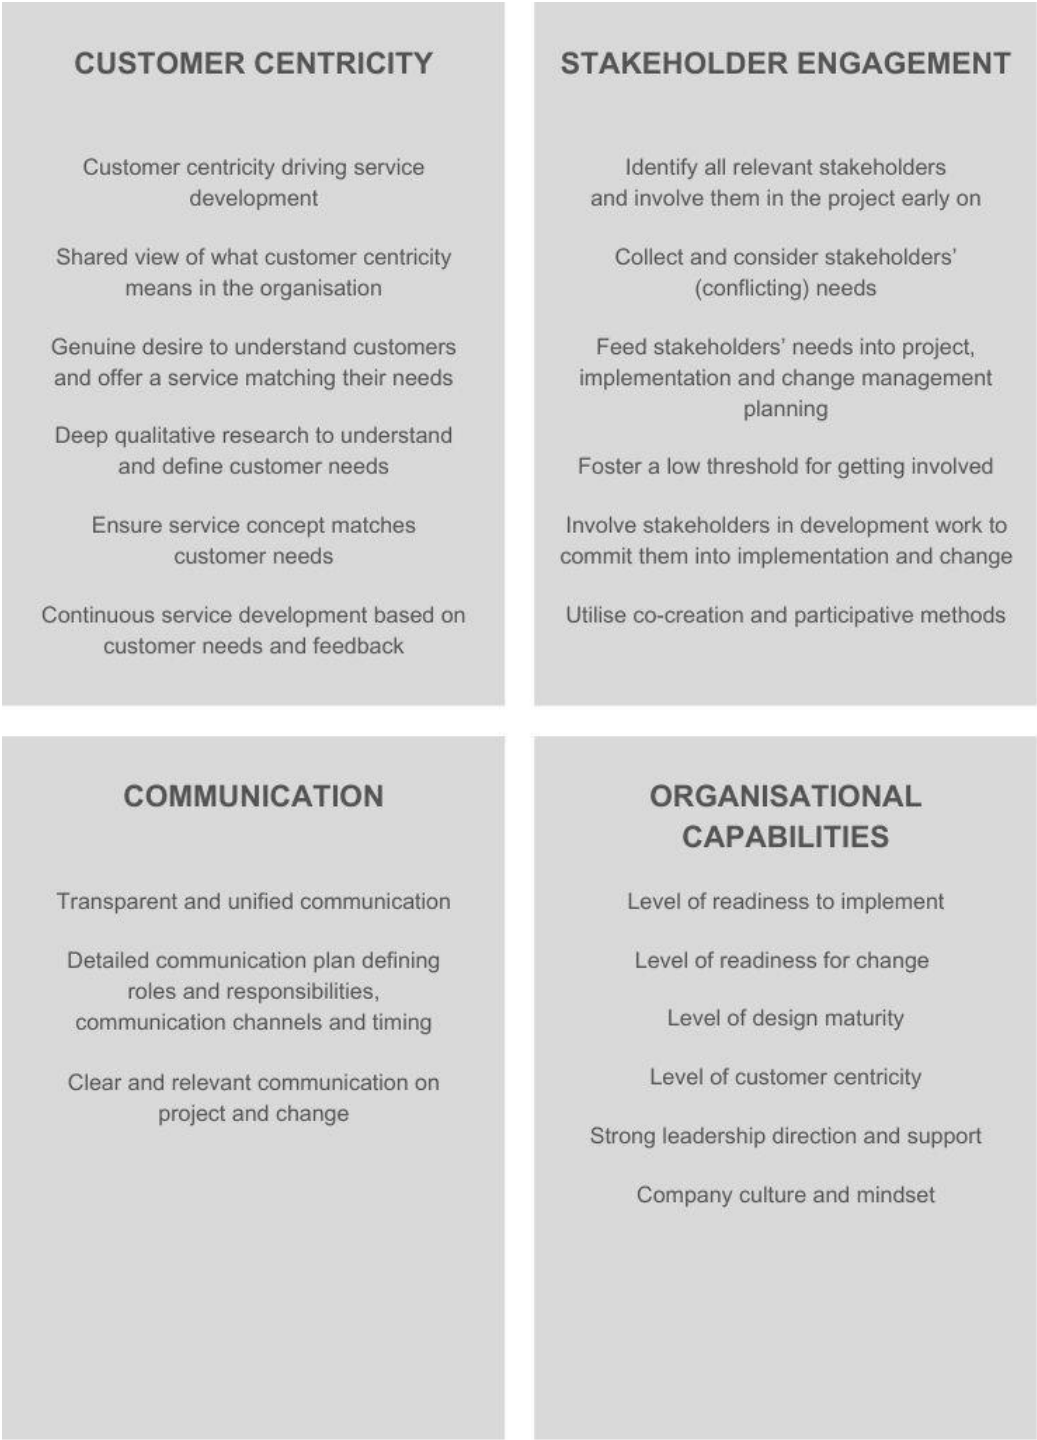 CUSTOMER CENTRICITY
Customer centricity driving service
development
Shared view of what customer centricity
means in the organisation
Genuine desire to understand customers
and offer a service matching their needs
Deep qualitative research to understand
and define customer needs
Ensure service concept matches
customer needs
Continuous service development based on
customer needs and feedback
STAKEHOLDER ENGAGEMENT
Identify all relevant stakeholders
and involve them in the project early on
Collect and consider stakeholders’
(conflicting) needs
Feed stakeholders’ needs into project,
implementation and change management
planning
Foster a low threshold for getting involved
Involve stakeholders in development work to
commit them into implementation and change
Utilise co-creation and participative methods
COMMUNICATION
Transparent and unified communication
Detailed communication plan defining
roles and responsibilities,
communication channels and timing
Clear and relevant communication on
project and change
ORGANISATIONAL
CAPABILITIES
Level of readiness to implement
Level of readiness for change
Level of design maturity
Level of customer centricity
Strong leadership direction and support
Company culture and mindset